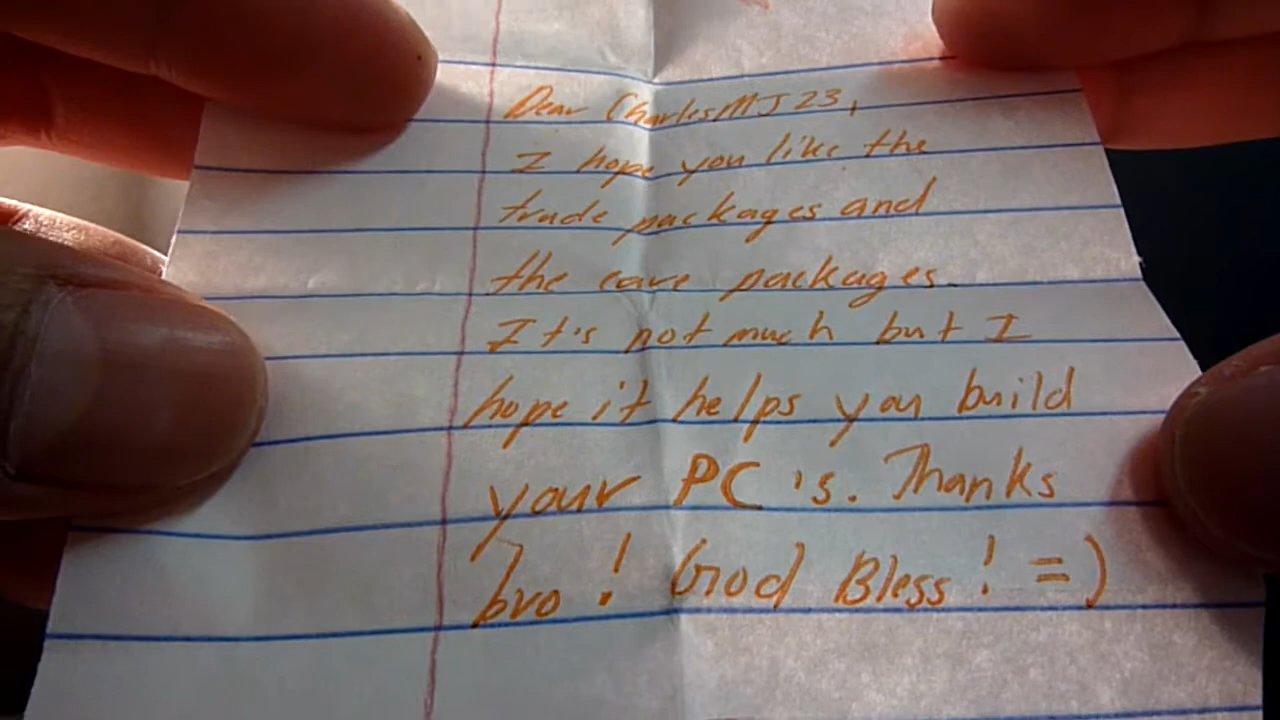 Dear CharlesMJ23,
I hope you like the
trade packages and
the care packages.
It's not much but I
hope it helps you build
your PC's. Thanks
bro! God Bless! =)